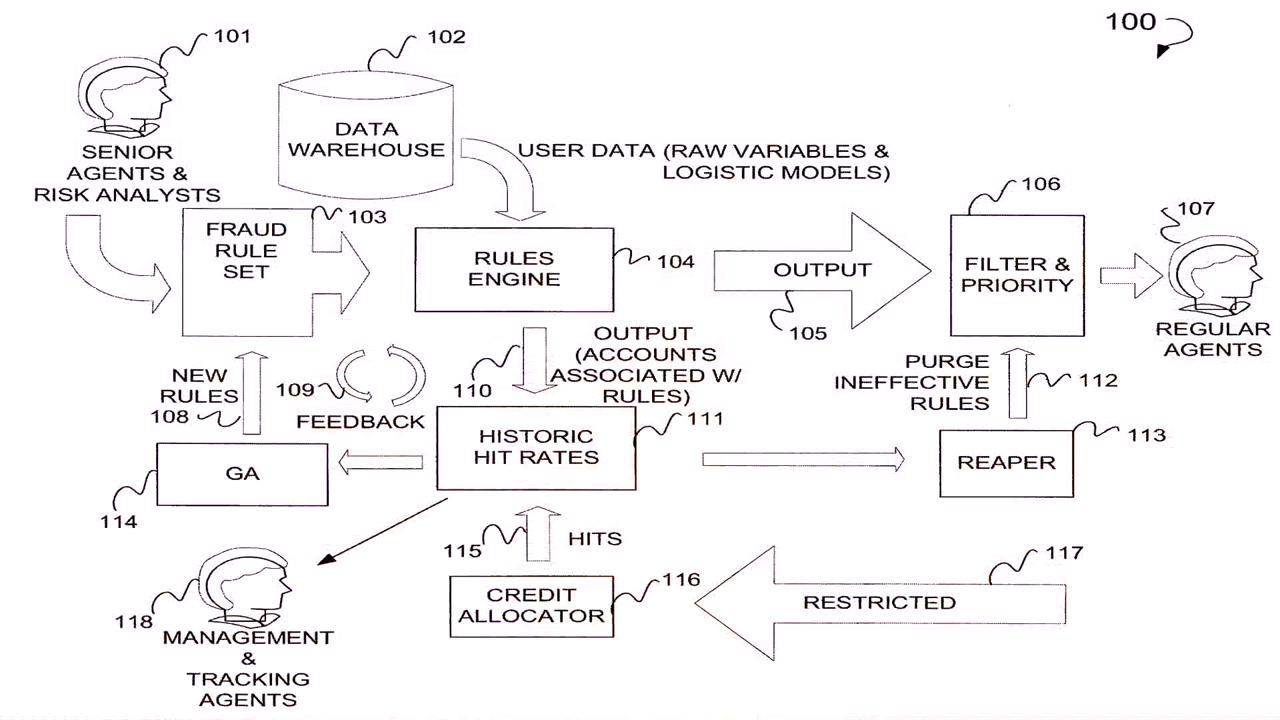 100
101
102
SENIOR
AGENTS &
RISK ANALYSTS
DATA
WAREHOUSE
USER DATA (RAW VARIABLES &
LOGISTIC MODELS)
103
FRAUD
RULE
SET
RULES
ENGINE
104
OUTPUT
105
106
FILTER &
PRIORITY
107
REGULAR
AGENTS
NEW
RULES
108
109
FEEDBACK
110
OUTPUT
(ACCOUNTS
ASSOCIATED W/
RULES)
PURGE
INEFFECTIVE
RULES
112
GA
114
HISTORIC
HIT RATES
111
REAPER
113
115
HITS
CREDIT
ALLOCATOR
116
RESTRICTED
117
118
MANAGEMENT
&
TRACKING
AGENTS